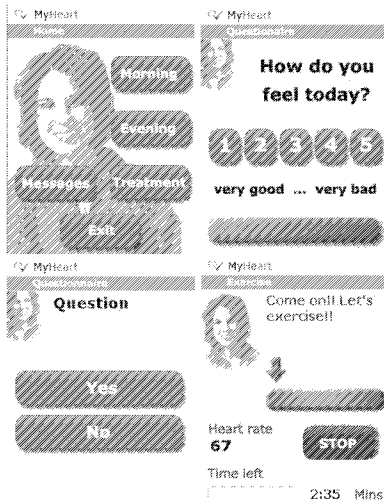 MyHeart
Home
Morning
Evening
Messages Treatment
Exit
MyHeart
Questionaire
How do you
feel today?
1 2 3 4 5
very good ... very bad
MyHeart
Questionnaire
Question
Yes
No
MyHeart
Exercise
Come on!! Let's
exercise!!
Heart rate
67
STOP
Time left
2:35 Mins